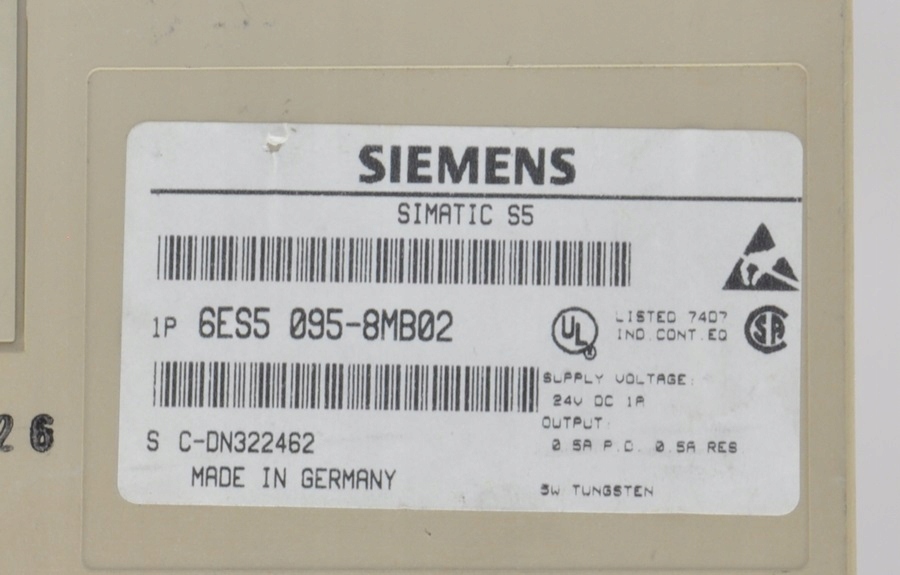 SIEMENS
SIMATIC S5
1P 6ES5 095-8MB02
UL
LISTED 7407
IND.CONT.EQ
SA
SUPPLY VOLTAGE:
24V DC 1A
OUTPUT:
0.5A P.D. 0.5A RES
S C-DN322462
MADE IN GERMANY
5W TUNGSTEN
26